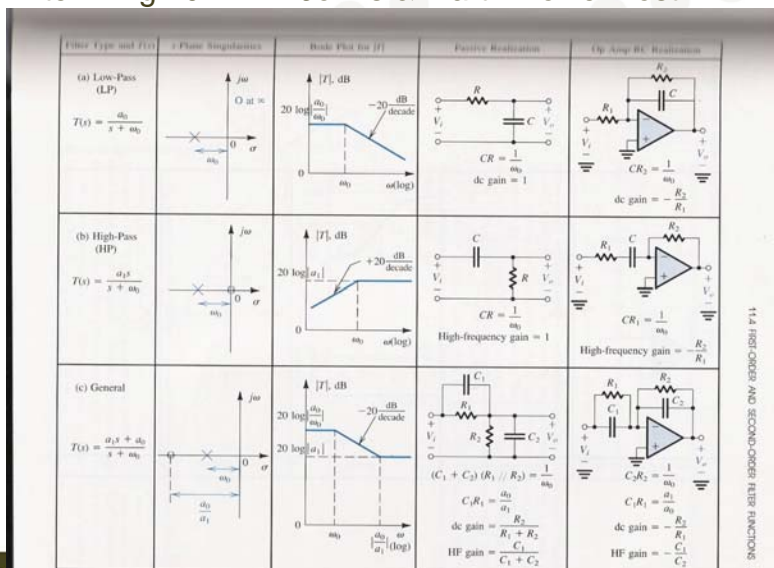 Filter Type and T(s) s-Plane Singularities Bode Plot for |T| Passive Realization Op Amp-RC Realization
(a) Low-Pass
(LP)
T(s) = a₀ / (s + ω₀)
jω
O at ∞
0 σ
ω₀
|T|, dB
20 log |a₀/ω₀|
−20 dB/decade
0
ω₀ ω(log)
R
+ Vᵢ − C + Vₒ −
CR = 1/ω₀
dc gain = 1
R₂
C
R₁
+ Vᵢ − + Vₒ −
CR₂ = 1/ω₀
dc gain = − R₂/R₁
(b) High-Pass
(HP)
T(s) = a₁s / (s + ω₀)
jω
0 σ
ω₀
|T|, dB
20 log |a₁|
+20 dB/decade
0
ω₀ ω(log)
C
+ Vᵢ − R + Vₒ −
CR = 1/ω₀
High-frequency gain = 1
R₂
R₁ C
+ Vᵢ − + Vₒ −
CR₁ = 1/ω₀
High-frequency gain = − R₂/R₁
(c) General
T(s) = (a₁s + a₀) / (s + ω₀)
jω
0 σ
ω₀
a₀/a₁
|T|, dB
20 log |a₀/ω₀|
−20 dB/decade
20 log |a₁|
0
ω₀ |a₀/a₁| ω (log)
C₁
R₁
+ Vᵢ − R₂ C₂ + Vₒ −
(C₁ + C₂) (R₁ // R₂) = 1/ω₀
C₁R₁ = a₀/a₁
dc gain = R₂ / (R₁ + R₂)
HF gain = C₁ / (C₁ + C₂)
R₁ R₂
C₁ C₂
+ Vᵢ − + Vₒ −
C₂R₂ = 1/ω₀
C₁R₁ = a₁/a₀
dc gain = − R₂/R₁
HF gain = − C₁/C₂
11.4 FIRST-ORDER AND SECOND-ORDER FILTER FUNCTIONS